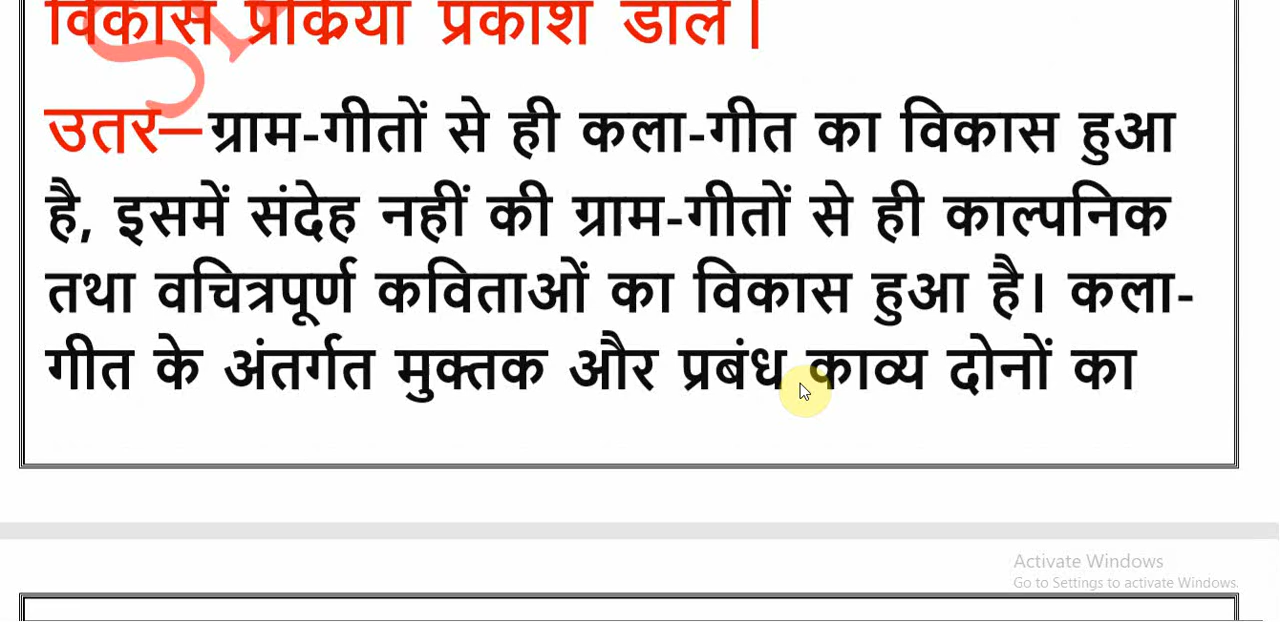 विकास प्रक्रिया प्रकाश डालें।
उतर–ग्राम-गीतों से ही कला-गीत का विकास हुआ
है, इसमें संदेह नहीं की ग्राम-गीतों से ही काल्पनिक
तथा वचित्रपूर्ण कविताओं का विकास हुआ है। कला-
गीत के अंतर्गत मुक्तक और प्रबंध काव्य दोनों का
Activate Windows
Go to Settings to activate Windows.